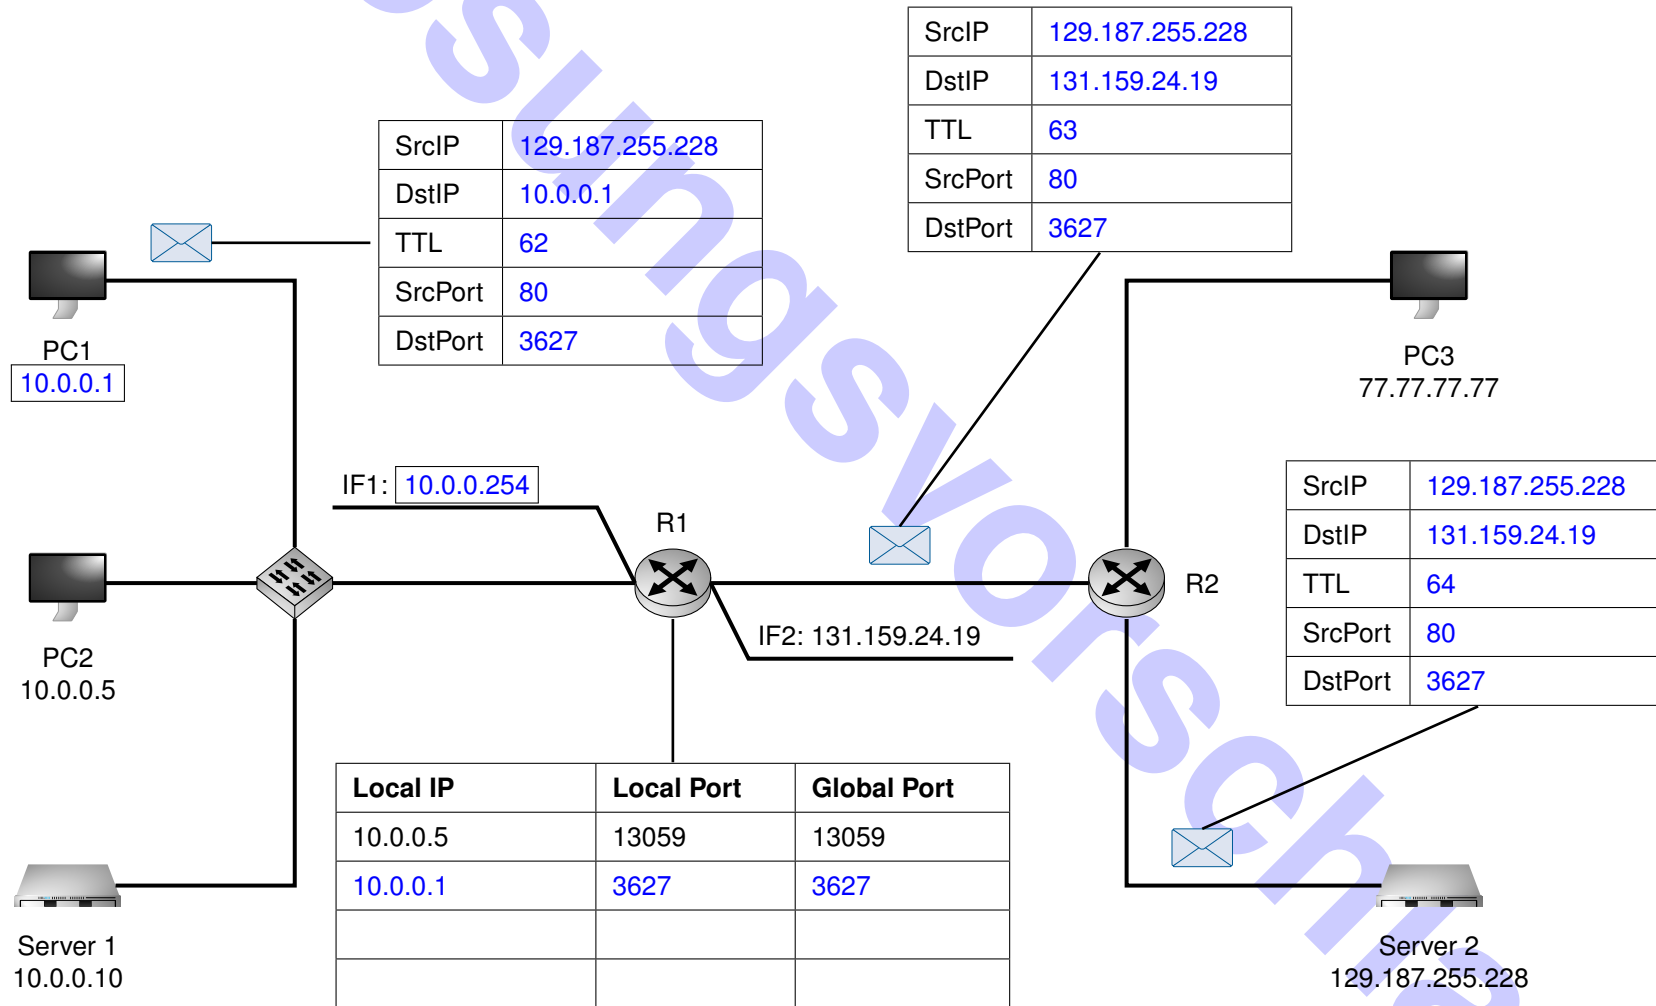 SrcIP 129.187.255.228
DstIP 131.159.24.19
TTL 63
SrcPort 80
DstPort 3627
SrcIP 129.187.255.228
DstIP 10.0.0.1
TTL 62
SrcPort 80
DstPort 3627
PC1
10.0.0.1
PC3
77.77.77.77
IF1: 10.0.0.254
R1
SrcIP 129.187.255.228
DstIP 131.159.24.19
TTL 64
SrcPort 80
DstPort 3627
R2
IF2: 131.159.24.19
PC2
10.0.0.5
Local IP Local Port Global Port
10.0.0.5 13059 13059
10.0.0.1 3627 3627
Server 1
10.0.0.10
Server 2
129.187.255.228
sungsvorschla